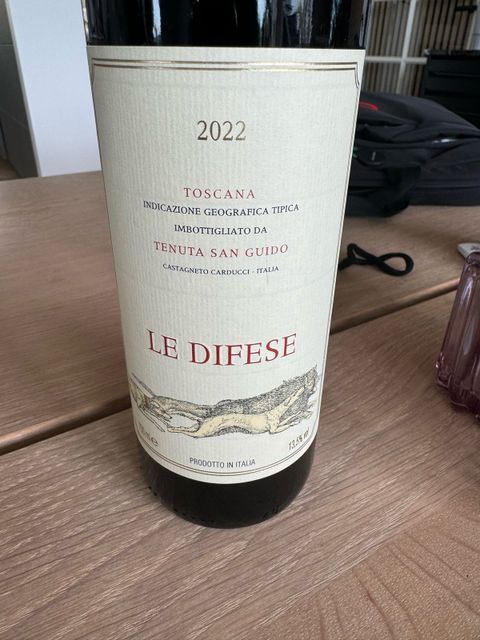 2022
TOSCANA
INDICAZIONE GEOGRAFICA TIPICA
IMBOTTIGLIATO DA
TENUTA SAN GUIDO
CASTAGNETO CARDUCCI - ITALIA
LE DIFESE
13,5% vol
PRODOTTO IN ITALIA